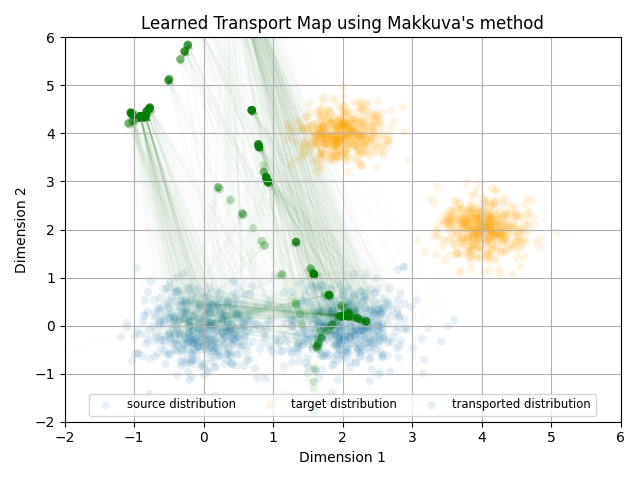 Learned Transport Map using Makkuva's method
6
5
4
3
2
1
0
−1
−2
Dimension 2
source distribution target distribution transported distribution
−2 −1 0 1 2 3 4 5 6
Dimension 1